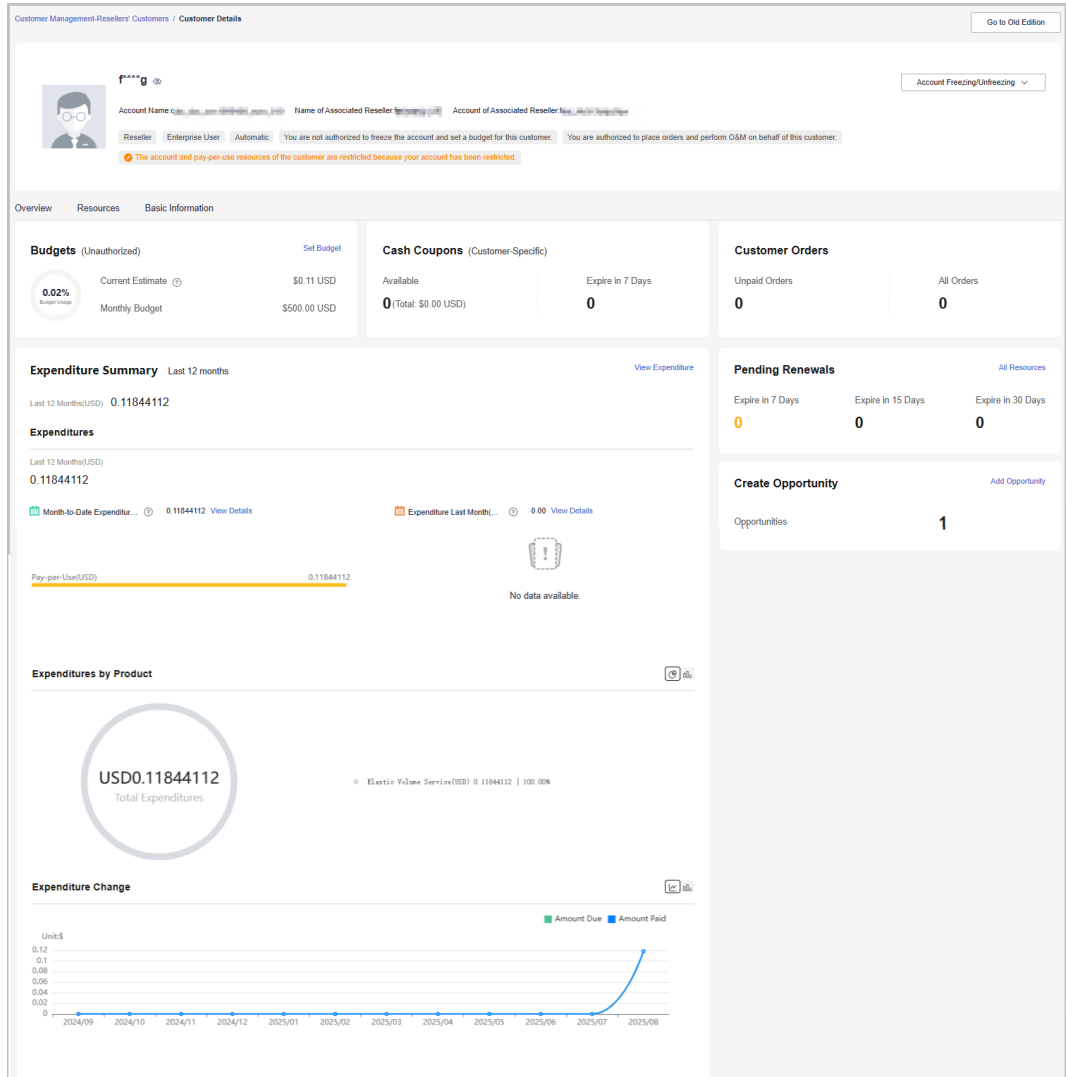 Customer Management-Resellers' Customers / Customer Details
Go to Old Edition
f****g
Account Freezing/Unfreezing
Account Name: Name of Associated Reseller: Account of Associated Reseller:
Reseller Enterprise User Automatic You are not authorized to freeze the account and set a budget for this customer. You are authorized to place orders and perform O&M on behalf of this customer.
The account and pay-per-use resources of the customer are restricted because your account has been restricted.
Overview Resources Basic Information
Budgets (Unauthorized) Set Budget
0.02%
Budget Usage
Current Estimate ? $0.11 USD
Monthly Budget $500.00 USD
Cash Coupons (Customer-Specific)
Available Expire in 7 Days
0 (Total: $0.00 USD) 0
Customer Orders
Unpaid Orders All Orders
0 0
Expenditure Summary Last 12 months View Expenditure
Last 12 Months(USD) 0.11844112
Expenditures
Last 12 Months(USD)
0.11844112
Month-to-Date Expenditur... ? 0.11844112 View Details Expenditure Last Month(... ? 0.00 View Details
Pay-per-Use(USD) 0.11844112
No data available.
Pending Renewals All Resources
Expire in 7 Days Expire in 15 Days Expire in 30 Days
0 0 0
Create Opportunity Add Opportunity
Opportunities 1
Expenditures by Product
USD0.11844112
Total Expenditures
Elastic Volume Service(USD) 0.11844112 | 100.00%
Expenditure Change
Amount Due Amount Paid
Unit:$
0.12
0.1
0.08
0.06
0.04
0.02
0
2024/09 2024/10 2024/11 2024/12 2025/01 2025/02 2025/03 2025/04 2025/05 2025/06 2025/07 2025/08